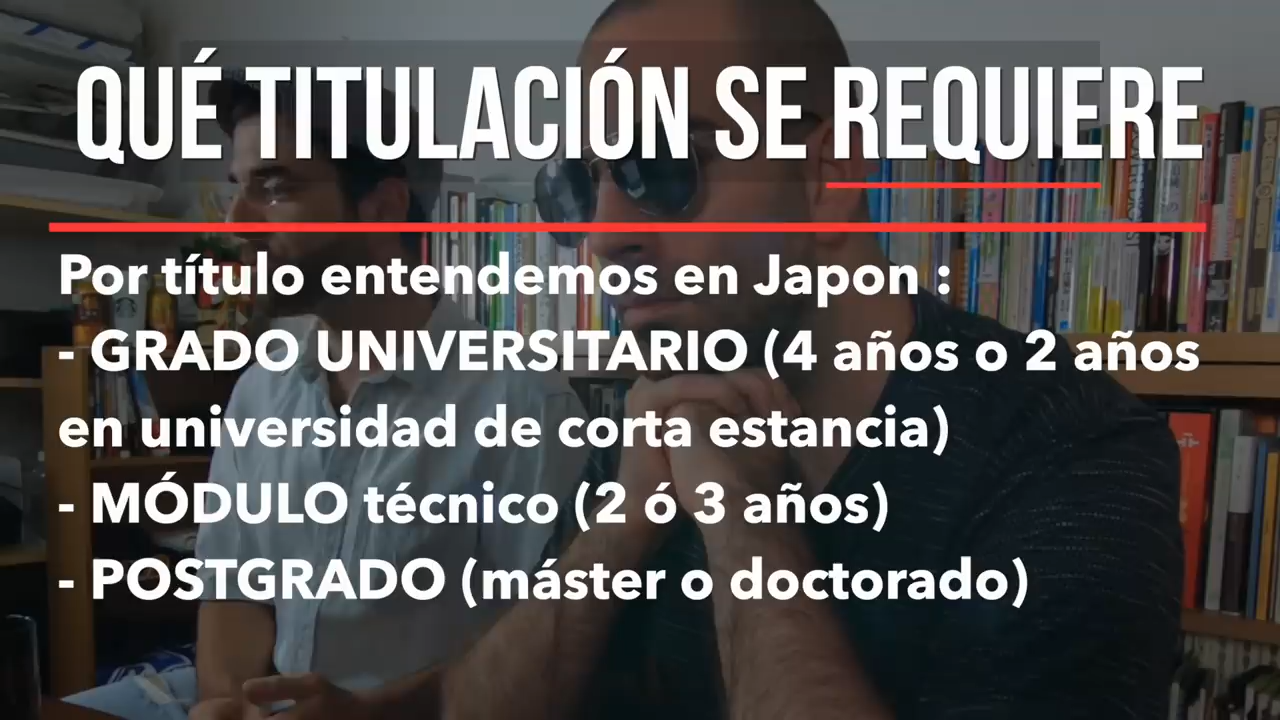 QUÉ TITULACIÓN SE REQUIERE
Por título entendemos en Japon :
- GRADO UNIVERSITARIO (4 años o 2 años
en universidad de corta estancia)
- MÓDULO técnico (2 ó 3 años)
- POSTGRADO (máster o doctorado)